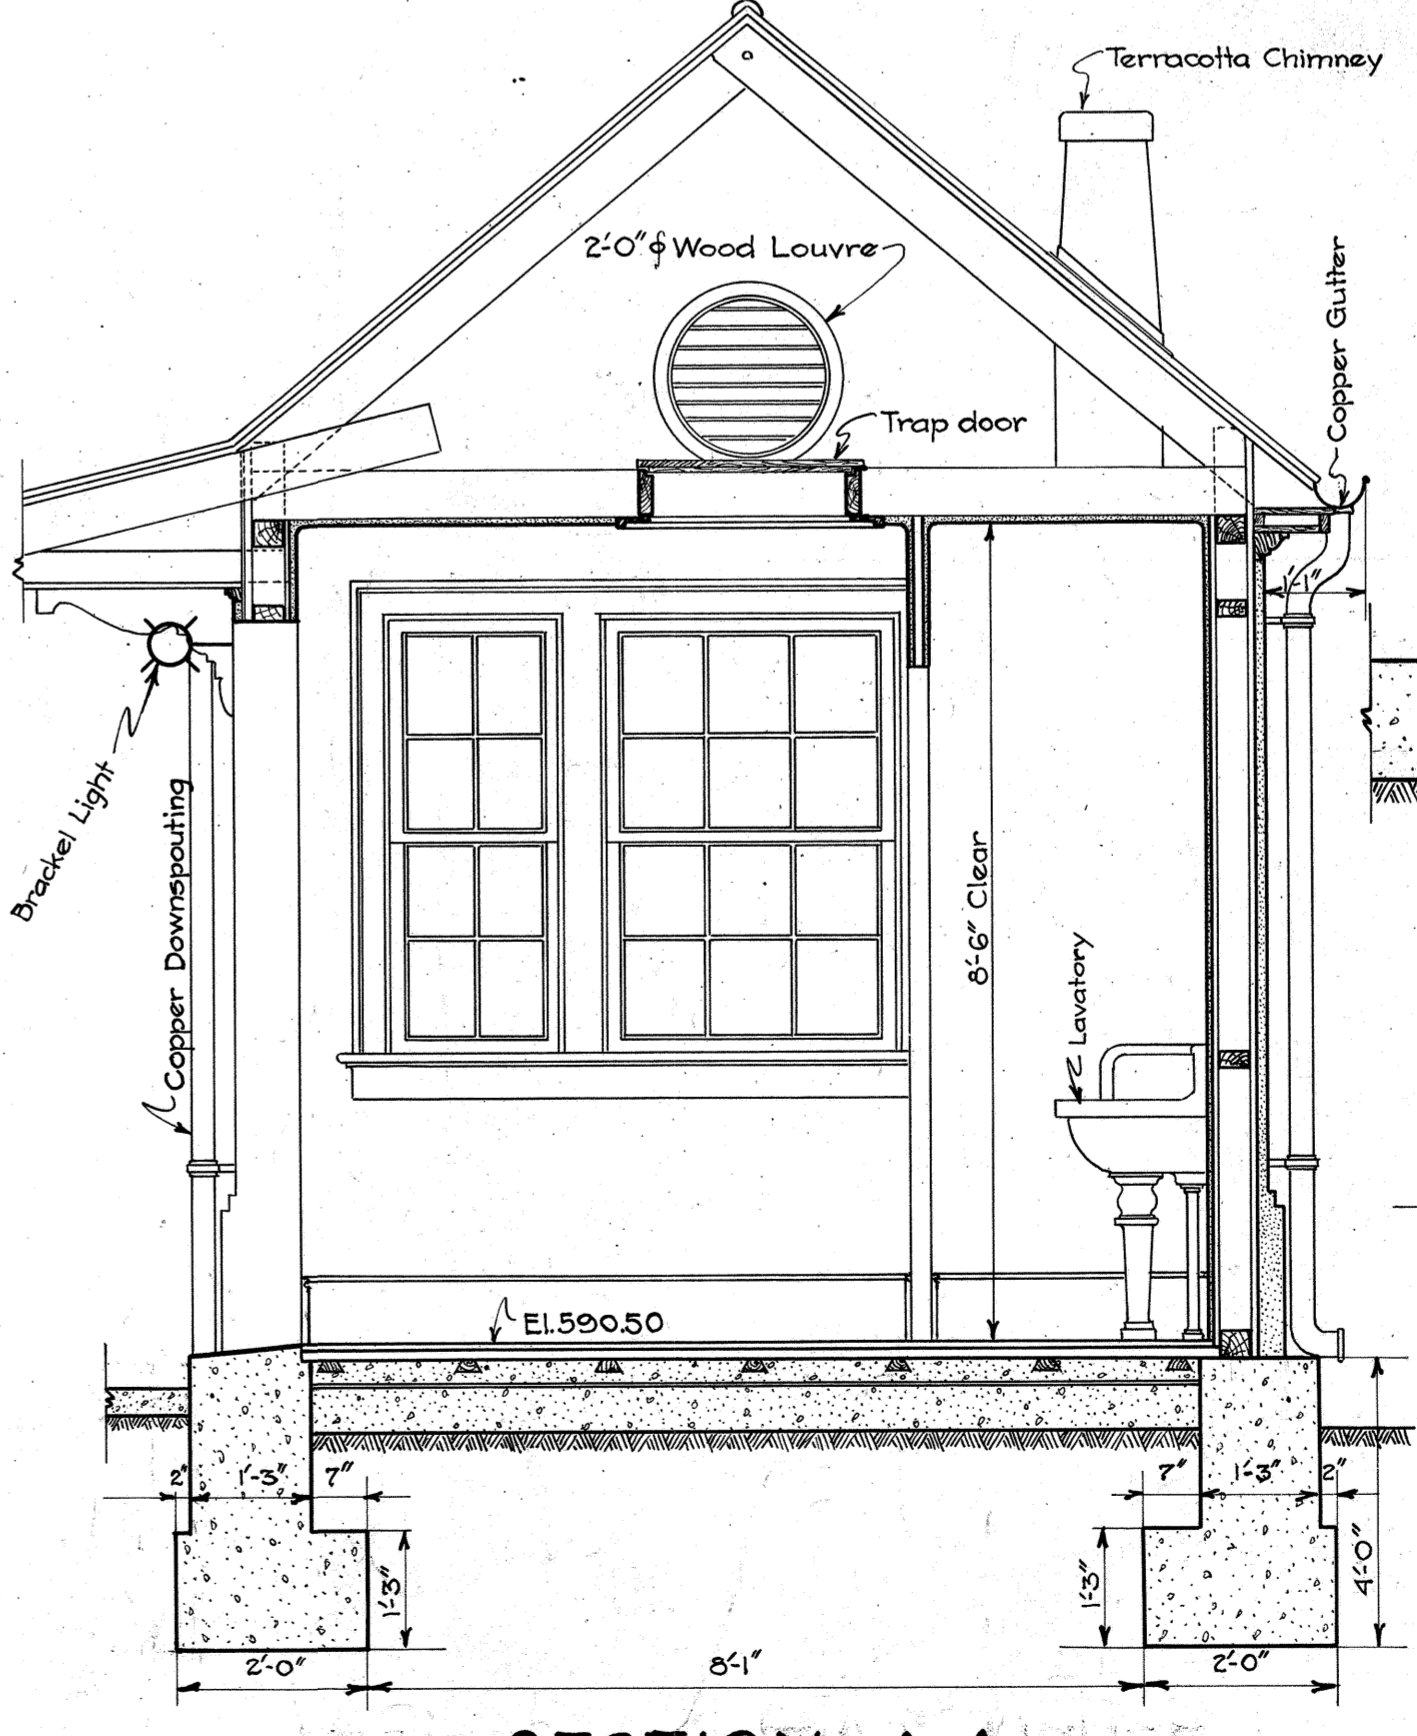 Terracotta Chimney
2'-0" ϕ Wood Louvre
Copper Gutter
Trap door
1'-1"
Brackel Light
Copper Downspouting
8'-6" Clear
Lavatory
El. 590.50
2" 1'-3" 7"
7" 1'-3" 2"
1'-3"
1'-3"
4'-0"
2'-0"
8'-1"
2'-0"